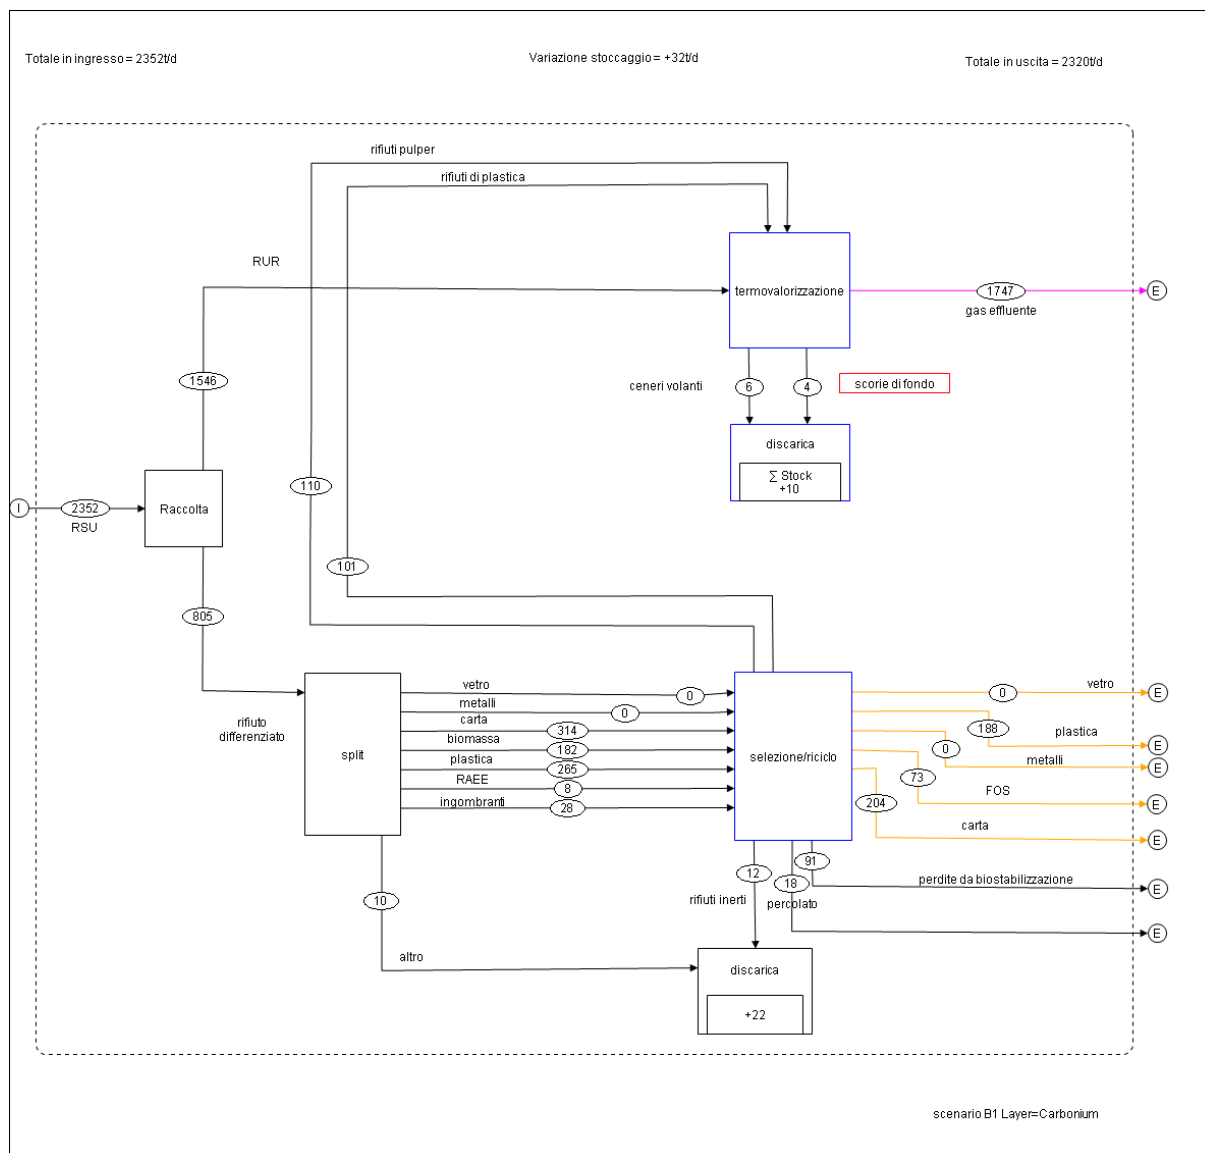 Totale in ingresso = 2352t/d
Variazione stoccaggio = +32t/d
Totale in uscita = 2320t/d
rifiuti pulper
rifiuti di plastica
RUR
termovalorizzazione
1747
E
gas effluente
1546
ceneri volanti
6
4
scorie di fondo
discarica
∑ Stock
+10
110
I
2352
RSU
Raccolta
101
805
rifiuto
differenziato
split
vetro
0
metalli
0
carta
314
biomassa
182
plastica
265
RAEE
8
ingombranti
28
selezione/riciclo
0
vetro
E
188
plastica
E
0
metalli
E
73
FOS
E
204
carta
E
91
perdite da biostabilizzazione
E
12
18
rifiuti inerti
percolato
E
10
altro
discarica
+22
scenario B1 Layer=Carbonium